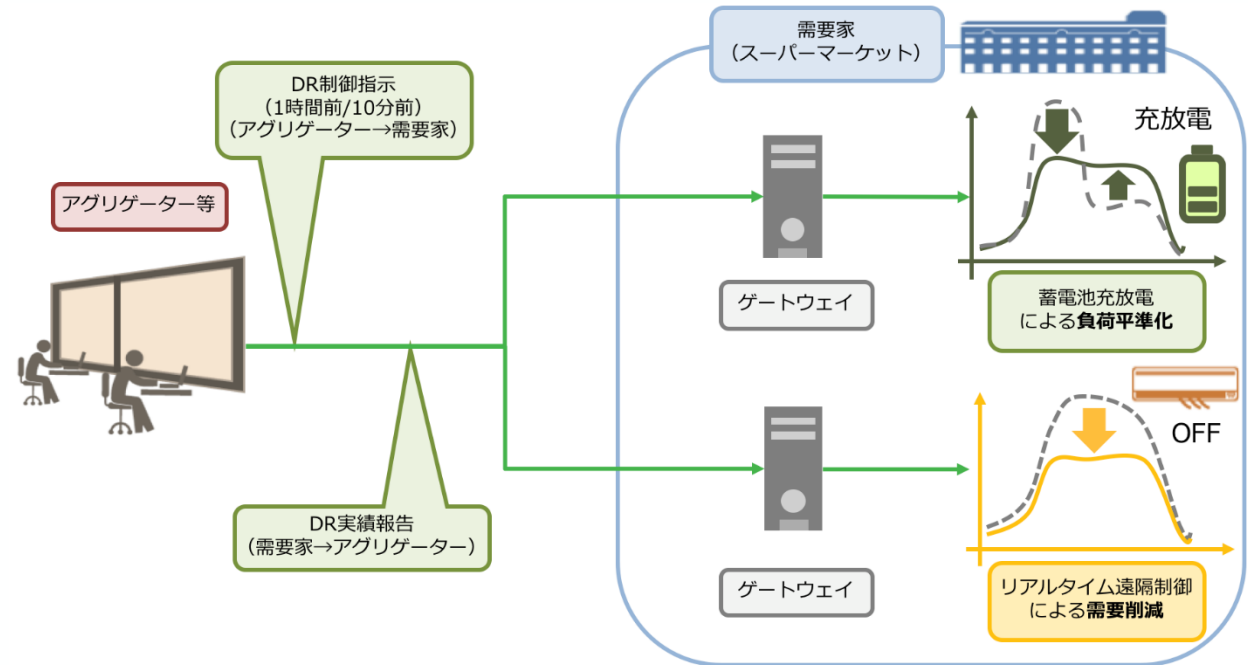 需要家
（スーパーマーケット）
DR制御指示
（1時間前/10分前）
（アグリゲーター→需要家）
アグリゲーター等
充放電
ゲートウェイ
蓄電池充放電
による負荷平準化
OFF
DR実績報告
（需要家→アグリゲーター）
ゲートウェイ
リアルタイム遠隔制御
による需要削減